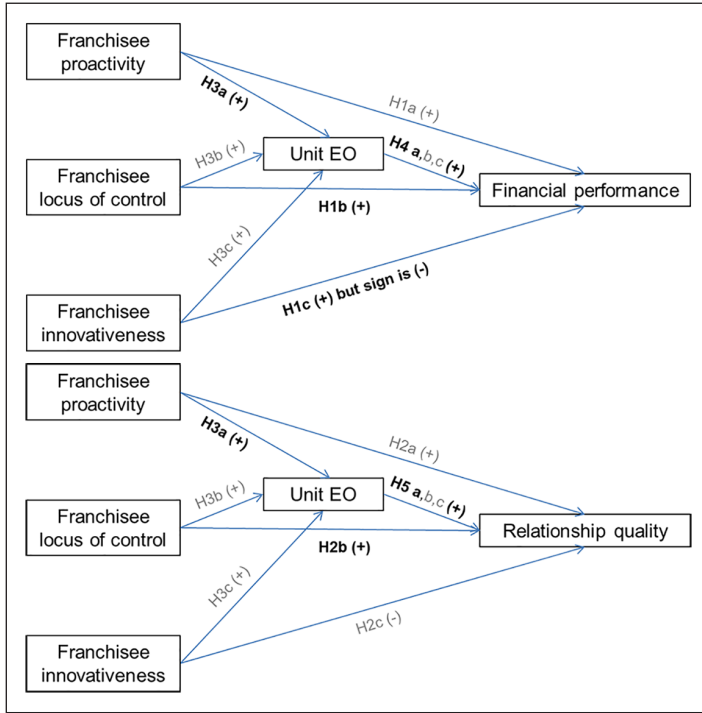 Franchisee
proactivity
H3a (+)
H1a (+)
Unit EO
H4 a,b,c (+)
H3b (+)
Franchisee
locus of control
Financial performance
H1b (+)
H3c (+)
H1c (+) but sign is (-)
Franchisee
innovativeness
Franchisee
proactivity
H3a (+)
H2a (+)
Unit EO
H5 a,b,c (+)
H3b (+)
Franchisee
locus of control
Relationship quality
H2b (+)
H3c (+)
H2c (-)
Franchisee
innovativeness